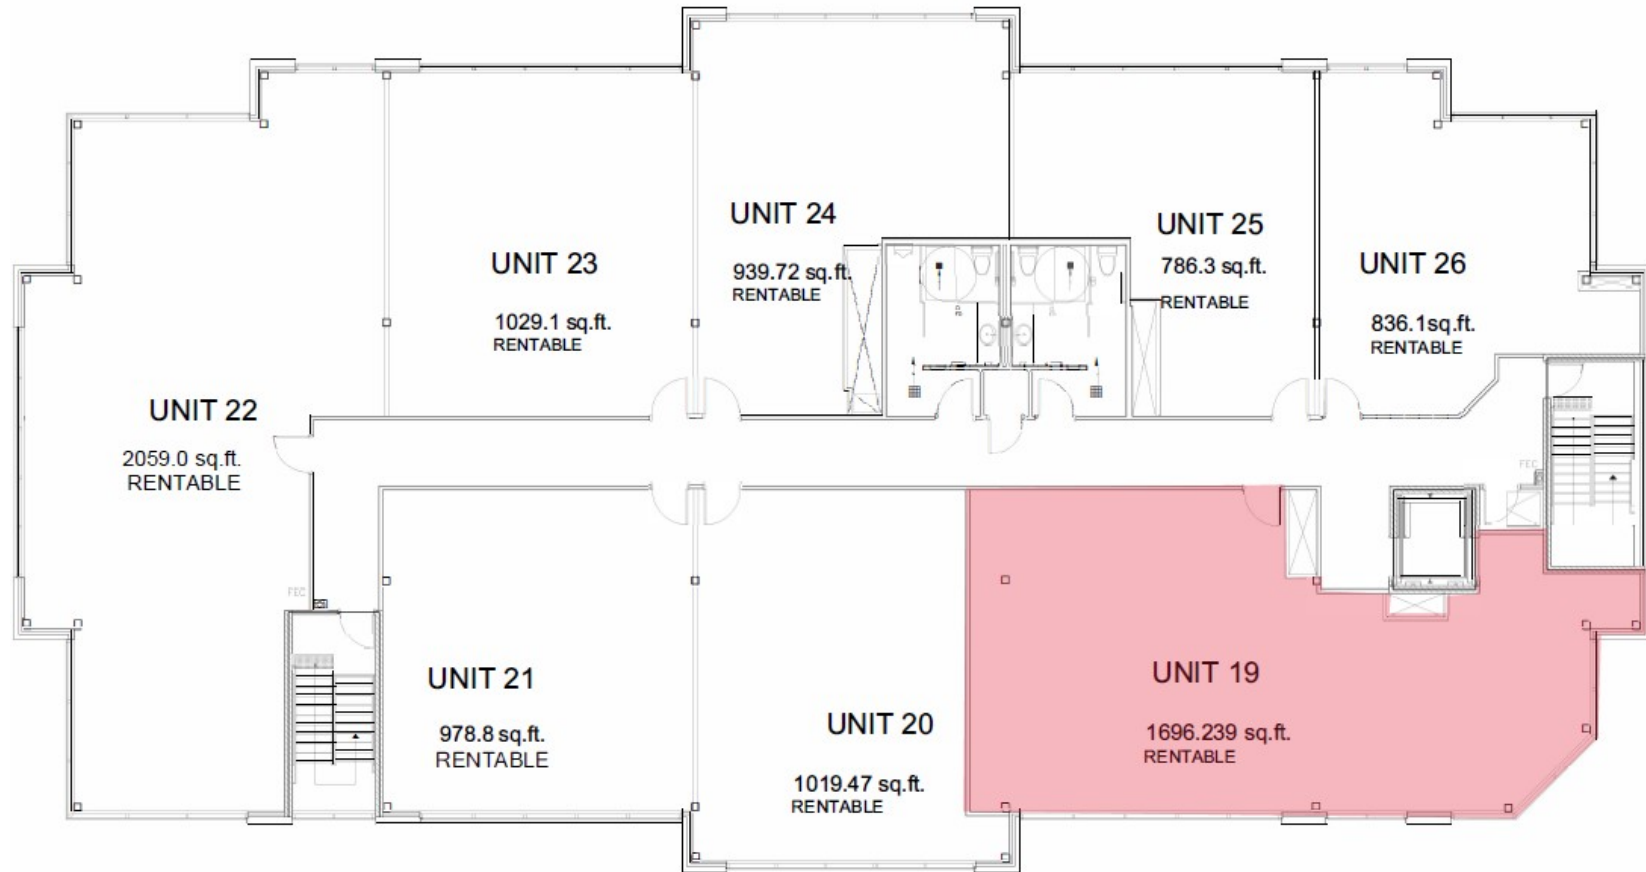 UNIT 24
939.72 sq.ft.
RENTABLE
UNIT 25
786.3 sq.ft.
RENTABLE
UNIT 23
1029.1 sq.ft.
RENTABLE
UNIT 26
836.1sq.ft.
RENTABLE
UNIT 22
2059.0 sq.ft.
RENTABLE
FEC
FEC
UNIT 21
978.8 sq.ft.
RENTABLE
UNIT 20
1019.47 sq.ft.
RENTABLE
UNIT 19
1696.239 sq.ft.
RENTABLE